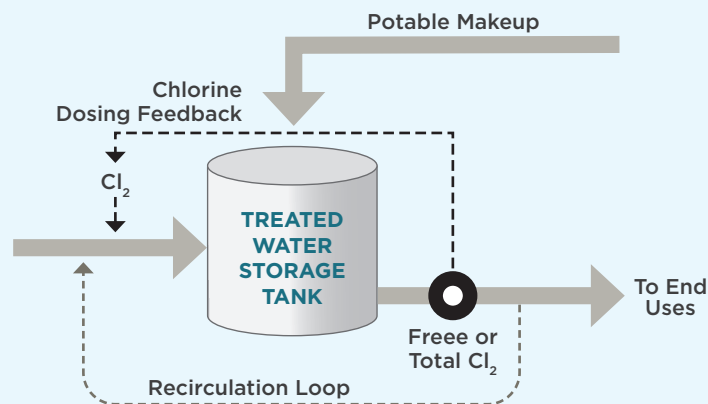 Potable Makeup
Chlorine
Dosing Feedback
Cl₂
TREATED
WATER
STORAGE
TANK
To End
Uses
Freee or
Total Cl₂
Recirculation Loop